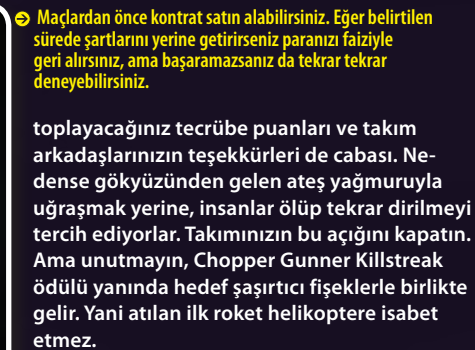 Maçlardan önce kontrat satın alabilirsiniz. Eğer belirtilen
sürede şartlarını yerine getirirseniz paranızı faiziyle
geri alırsınız, ama başaramazsanız da tekrar tekrar
deneyebilirsiniz.
toplayacağınız tecrübe puanları ve takım
arkadaşlarınızın teşekkürleri de cabası. Ne-
dense gökyüzünden gelen ateş yağmuruyla
uğraşmak yerine, insanlar ölüp tekrar dirilmeyi
tercih ediyorlar. Takımınızın bu açığını kapatın.
Ama unutmayın, Chopper Gunner Killstreak
ödülü yanında hedef şaşırtıcı fişeklerle birlikte
gelir. Yani atılan ilk roket helikoptere isabet
etmez.